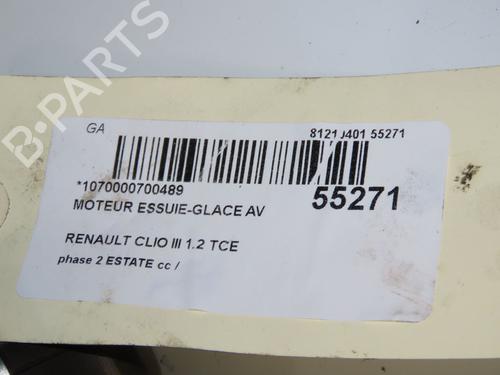 B-PARTS
GA
8121J401 55271
*1070000700489
55271
MOTEUR ESSUIE-GLACE AV
RENAULT CLIO III 1.2 TCE
phase 2 ESTATE cc /